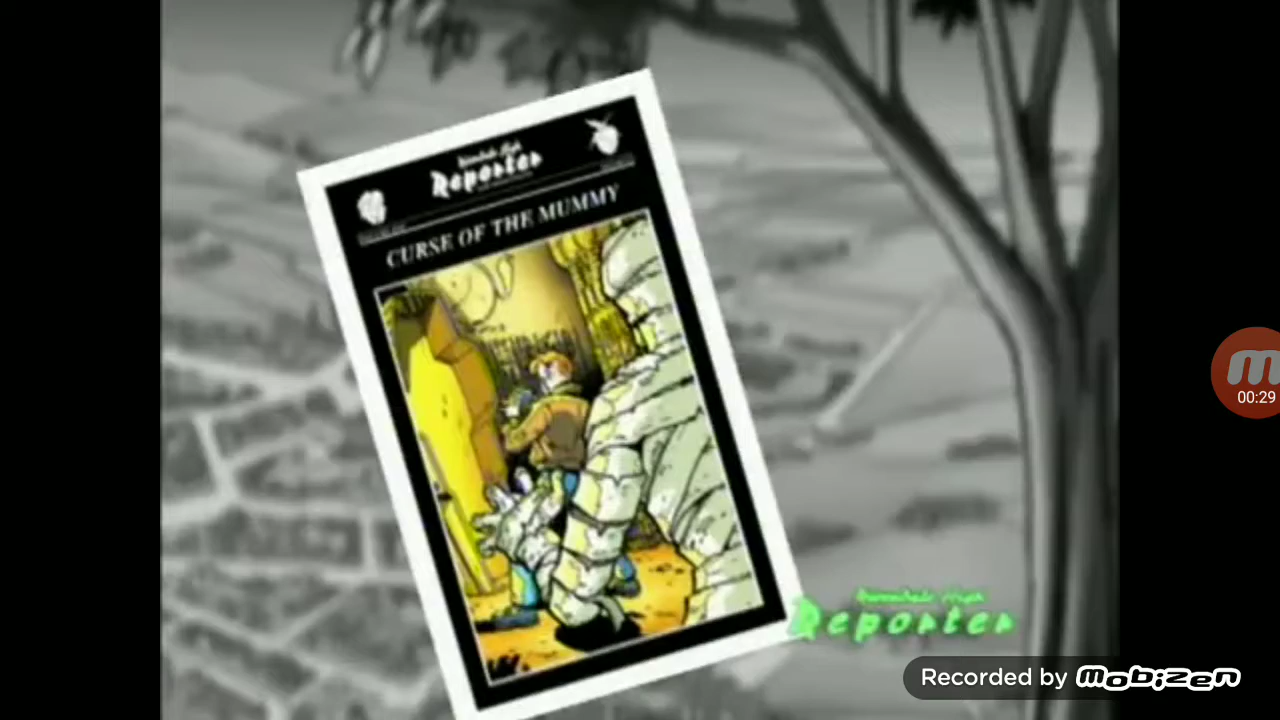 Reporter
CURSE OF THE MUMMY
Reporter
00:29
Recorded by mobizen